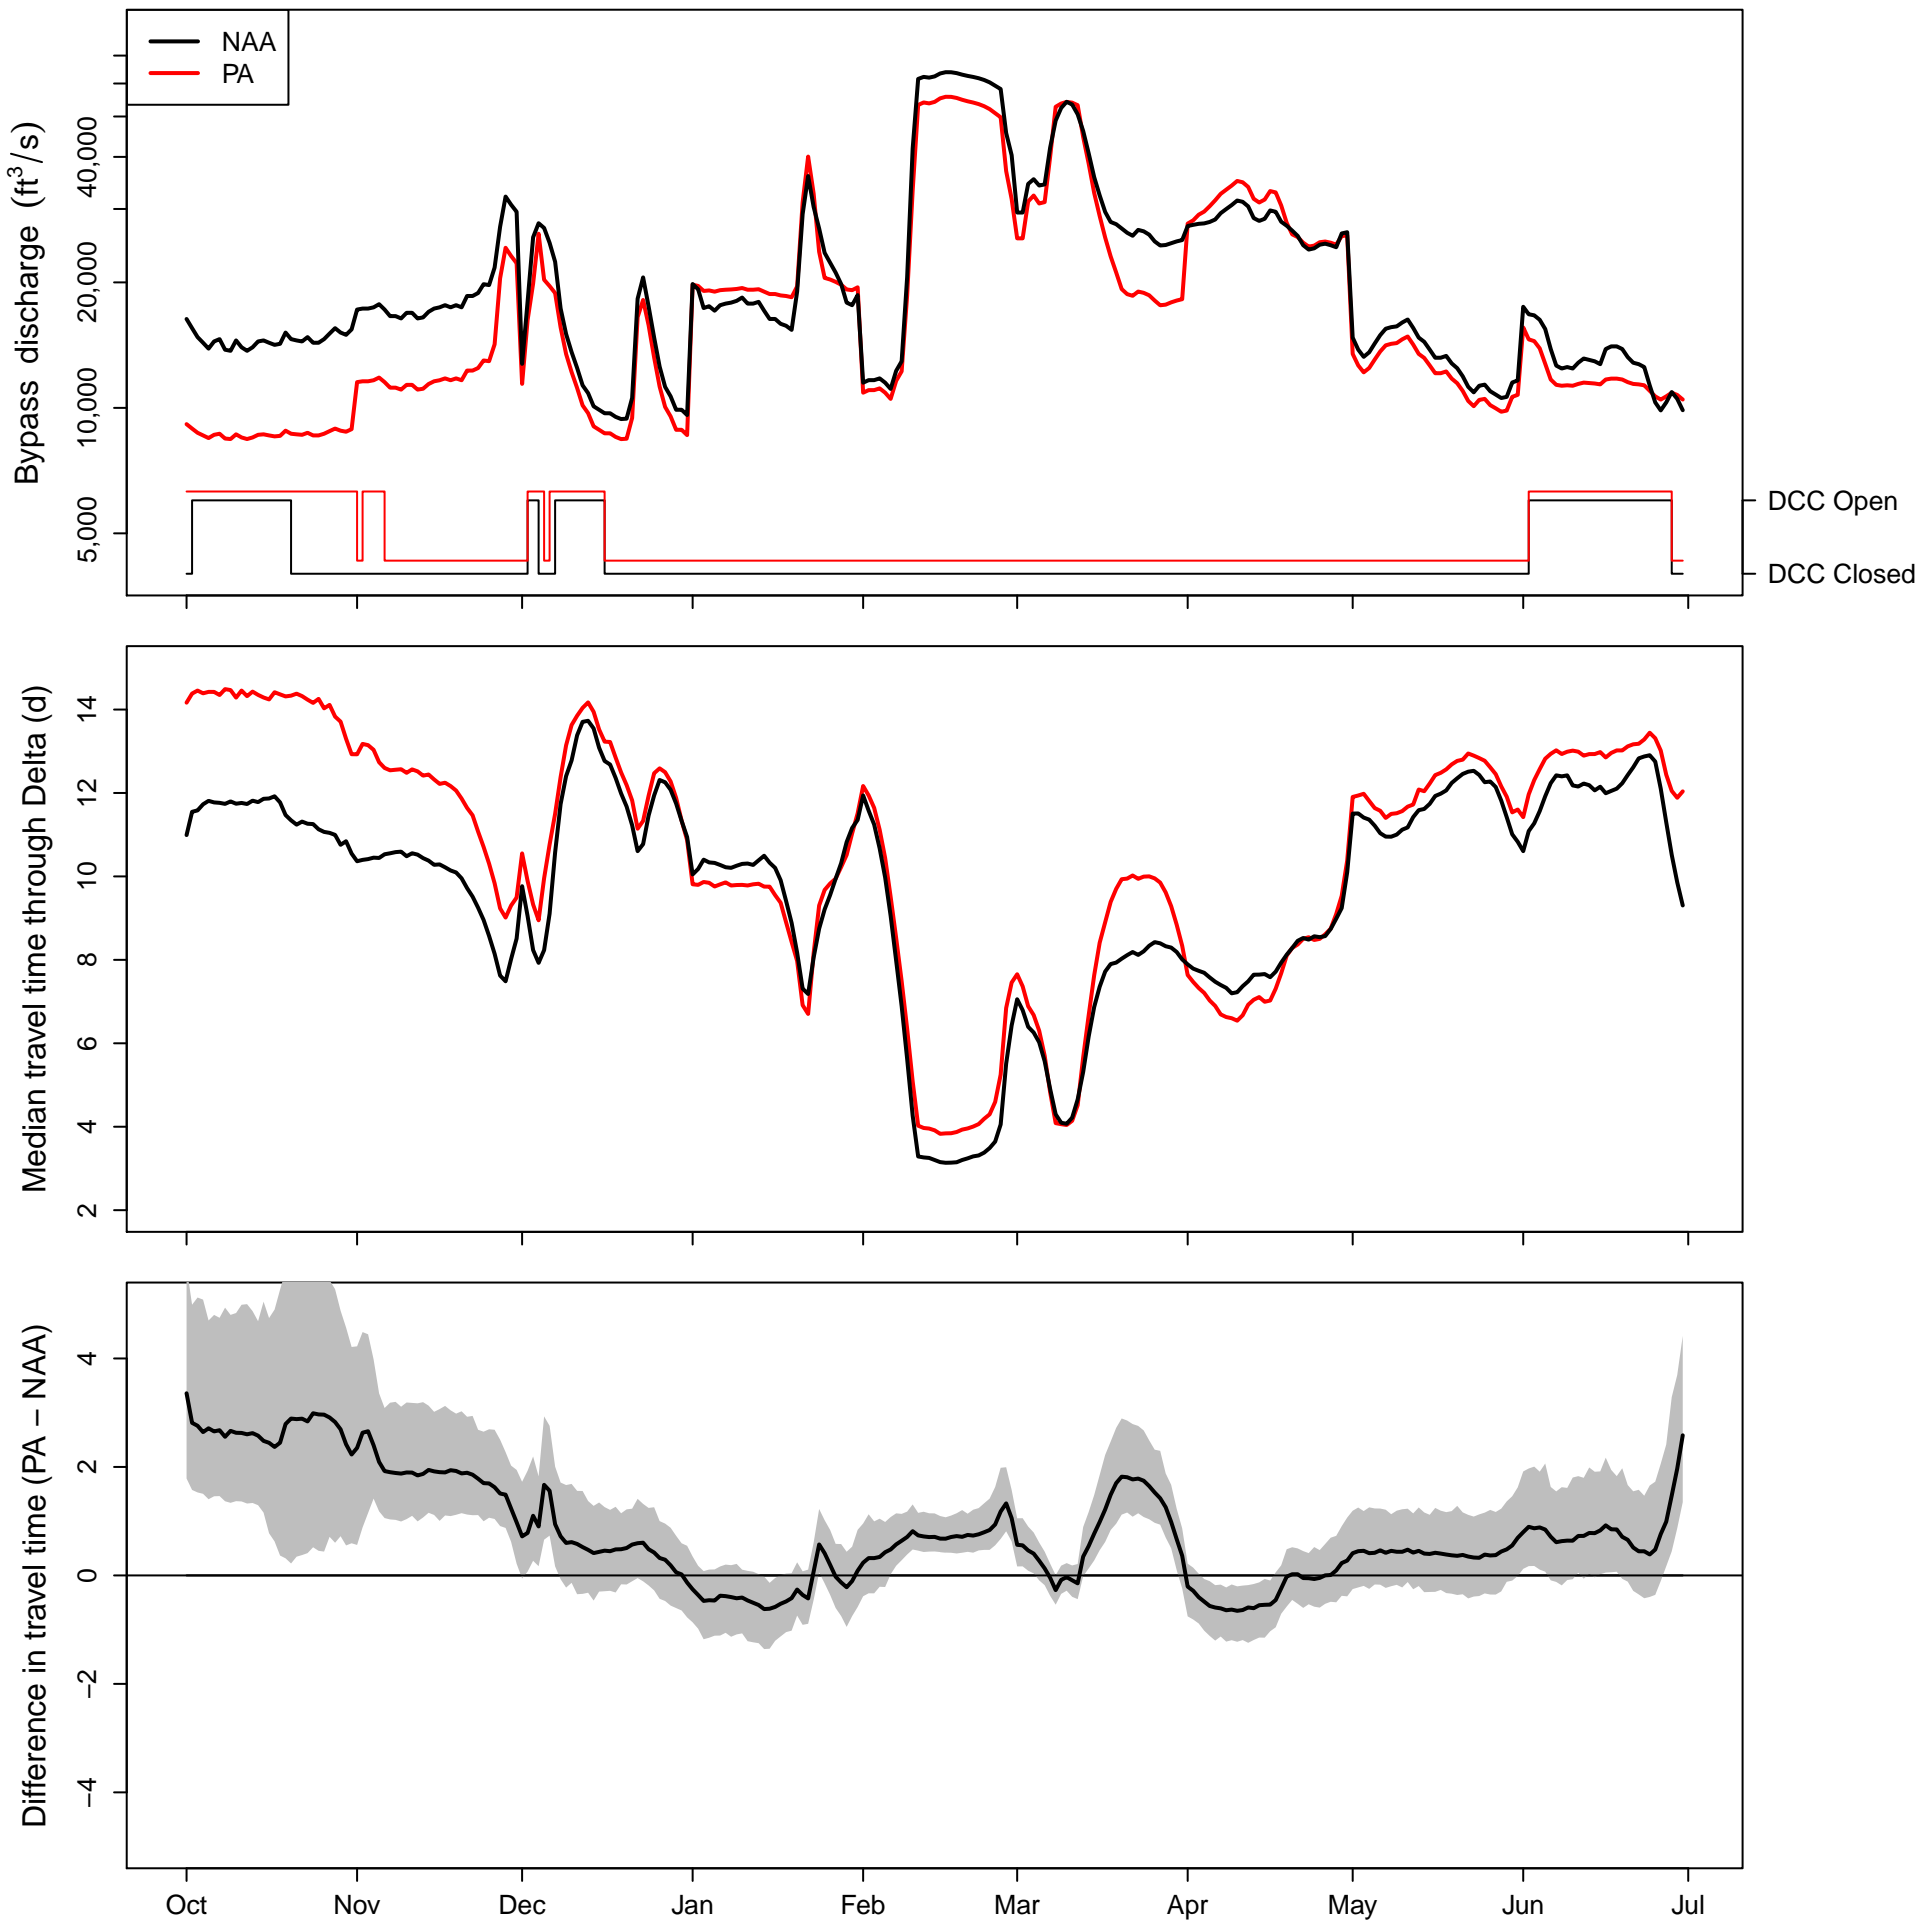 NAA
PA
Bypass discharge (ft³/s)
40,000
20,000
10,000
5,000
DCC Open
DCC Closed
Median travel time through Delta (d)
14
12
10
8
6
4
2
Difference in travel time (PA − NAA)
4
2
0
−2
−4
Oct Nov Dec Jan Feb Mar Apr May Jun Jul